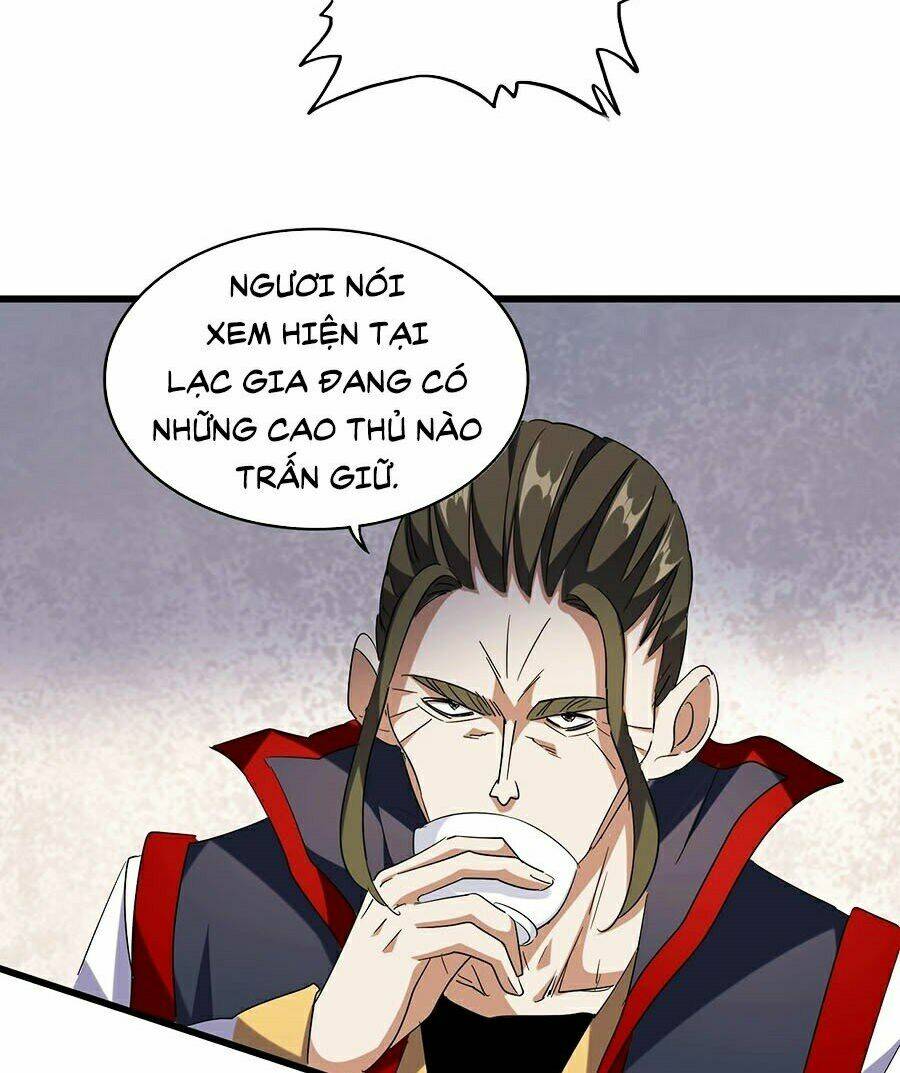 NGƯƠI NÓI
XEM HIỆN TẠI
LẠC GIA ĐANG CÓ
NHỮNG CAO THỦ NÀO
TRẤN GIỮ.